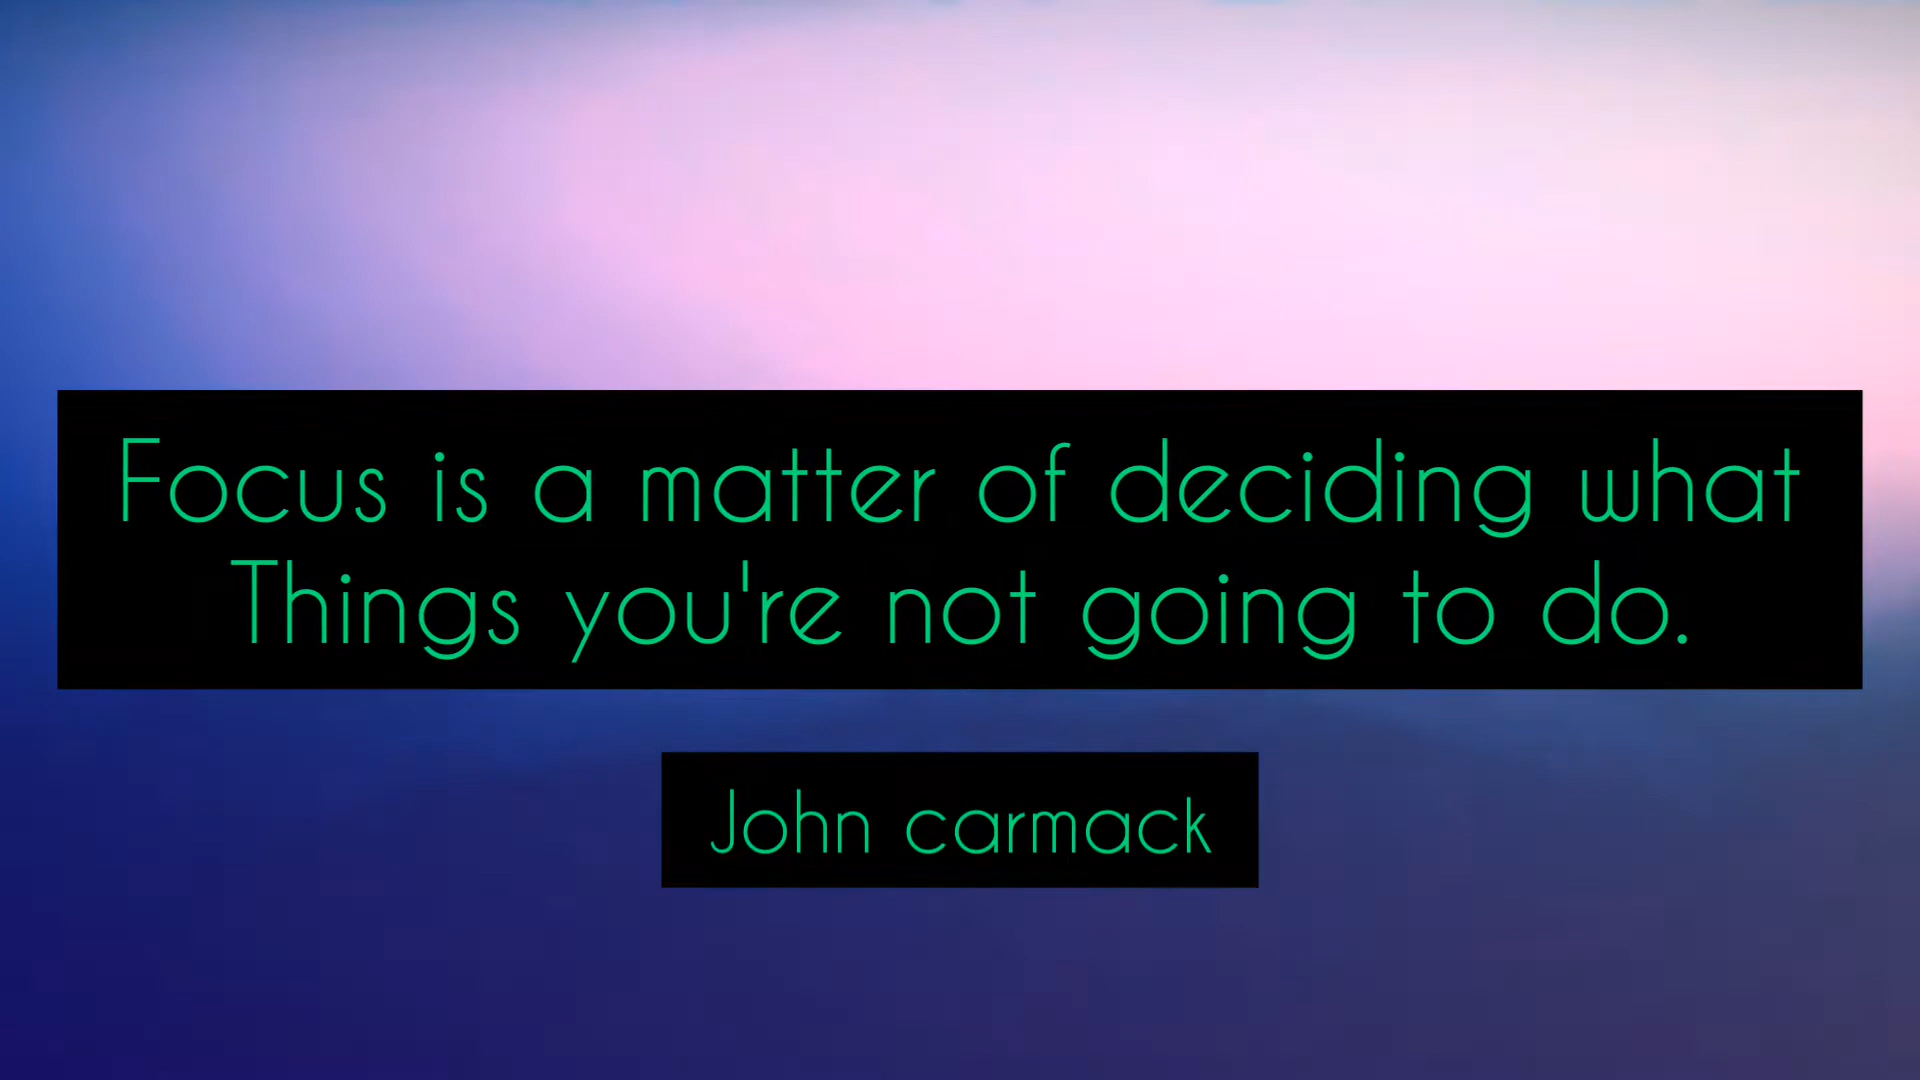 Focus is a matter of deciding what
Things you're not going to do.
John carmack